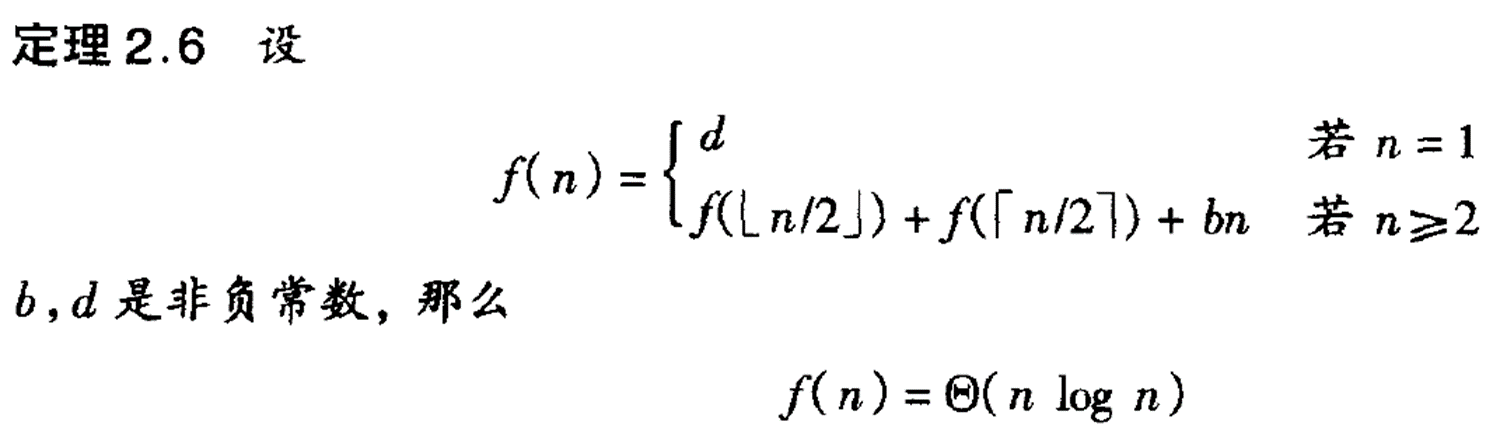 定理 2.6 设
f(n) = { d 若 n = 1
f(⌊n/2⌋) + f(⌈n/2⌉) + bn 若 n ⩾ 2
b, d 是非负常数, 那么
f(n) = Θ(n log n)